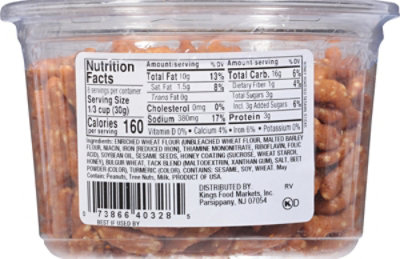 Nutrition Facts
8 servings per container
Serving Size
1/3 cup (30g)
Calories per serving 160
Amount/serving % DV
Total Fat 10g 13%
Sat. Fat 1.5g 8%
Trans Fat 0g
Cholesterol 0mg 0%
Sodium 380mg 17%
Amount/serving % DV
Total Carb. 16g 6%
Dietary Fiber 1g 4%
Total Sugars 3g
Incl. 3g Added Sugars 6%
Protein 3g
Vitamin D 0% • Calcium 4% • Iron 6% • Potassium 0%
Ingredients: ENRICHED WHEAT FLOUR (UNBLEACHED WHEAT FLOUR, MALTED BARLEY
FLOUR, NIACIN, IRON (REDUCED IRON), THIAMINE MONONITRATE, RIBOFLAVIN, FOLIC
ACID), SOYBEAN OIL, SESAME SEEDS, HONEY COATING (SUCROSE, WHEAT STARCH,
HONEY), BULGUR WHEAT, TACK BLEND (MALTODEXTRIN, XANTHAN GUM), SALT, BEET
POWDER (COLOR), TURMERIC (COLOR). CONTAINS: SESAME, SOY, WHEAT. May
Contain: Peanuts, Tree Nuts, Milk. PRODUCT OF USA.
0 73866 40328 5
BEST IF USED BY
DISTRIBUTED BY
Kings Food Markets, Inc.
Parsippany, NJ 07054
RV
K D